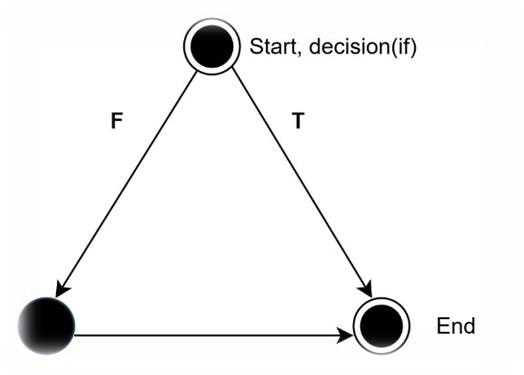 Start, decision(if)
F
T
End